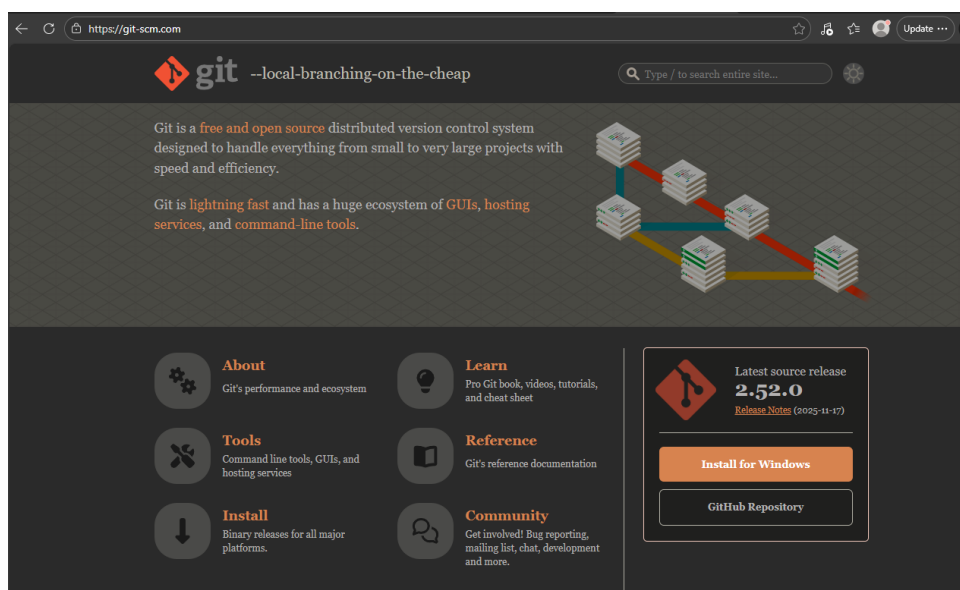 https://git-scm.com
Update
git --local-branching-on-the-cheap
Type / to search entire site...
Git is a free and open source distributed version control system
designed to handle everything from small to very large projects with
speed and efficiency.
Git is lightning fast and has a huge ecosystem of GUIs, hosting
services, and command-line tools.
About
Git's performance and ecosystem
Learn
Pro Git book, videos, tutorials,
and cheat sheet
Tools
Command line tools, GUIs, and
hosting services
Reference
Git's reference documentation
Install
Binary releases for all major
platforms.
Community
Get involved! Bug reporting,
mailing list, chat, development
and more.
Latest source release
2.52.0
Release Notes (2025-11-17)
Install for Windows
GitHub Repository